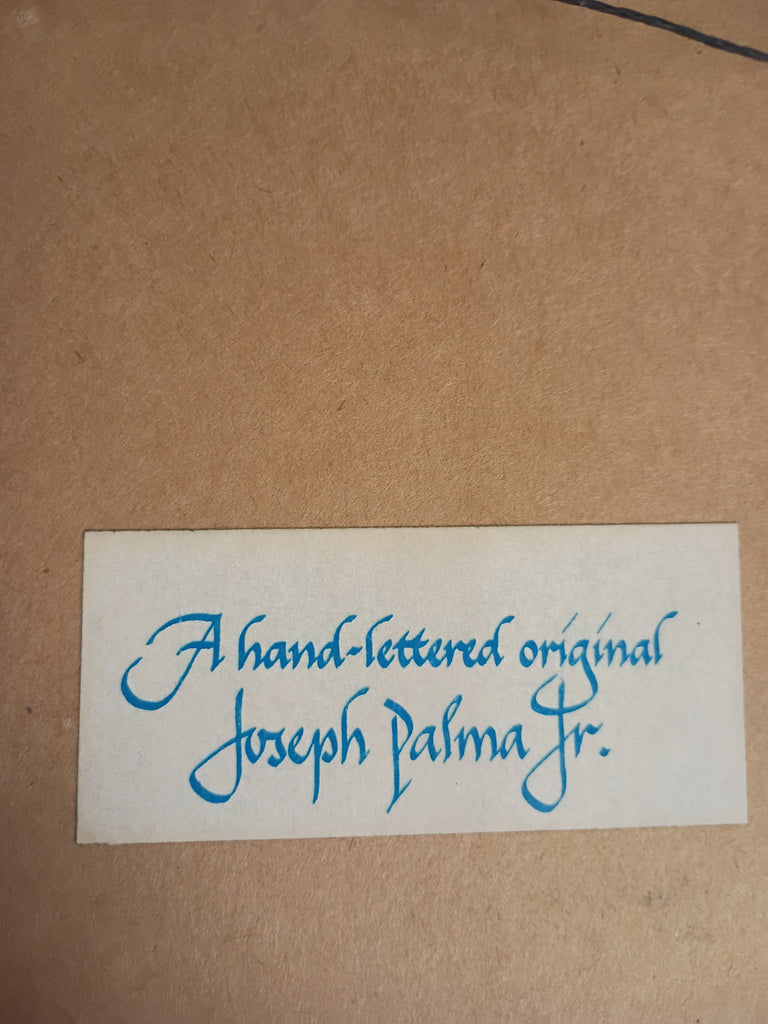 A hand-lettered original
Joseph Palma Jr.